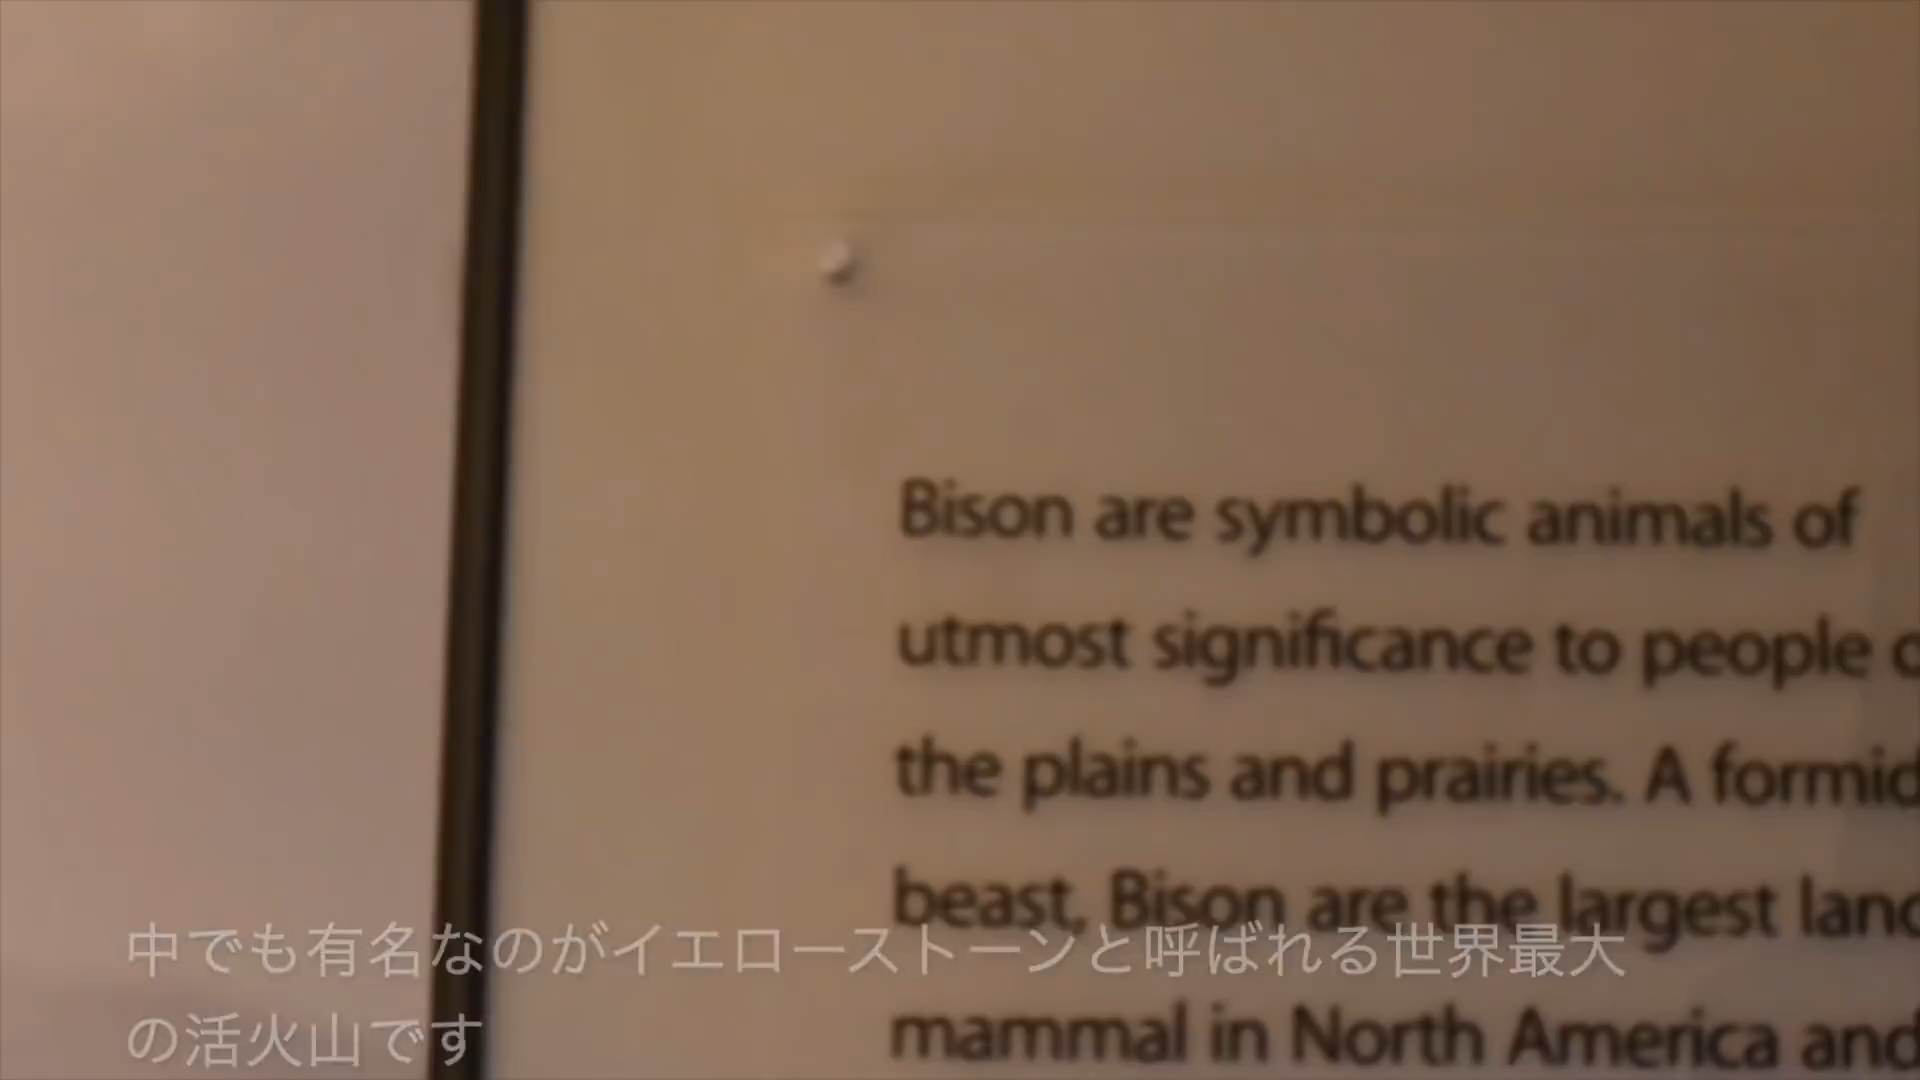 Bison are symbolic animals of
utmost significance to people
the plains and prairies. A
beast, Bison are the largest
mammal in North America and
中でも有名なのがイエローストーンと呼ばれる世界最大
の活火山です